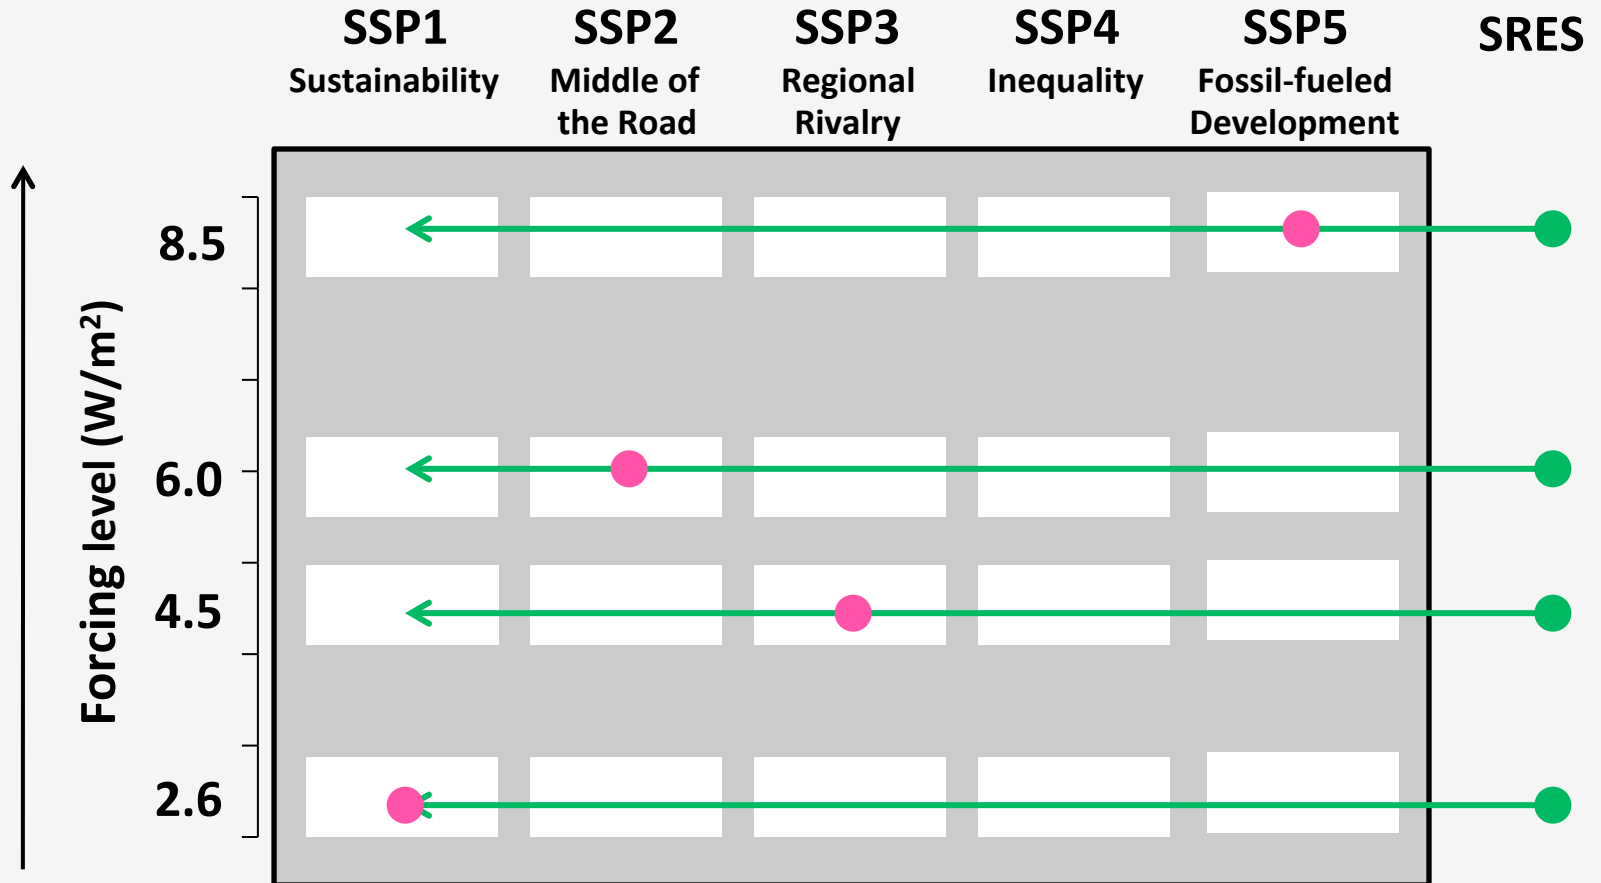 SSP1
SSP2
SSP3
SSP4
SSP5
SRES
Sustainability
Middle of
the Road
Regional
Rivalry
Inequality
Fossil-fueled
Development
Forcing level (W/m²)
8.5
6.0
4.5
2.6